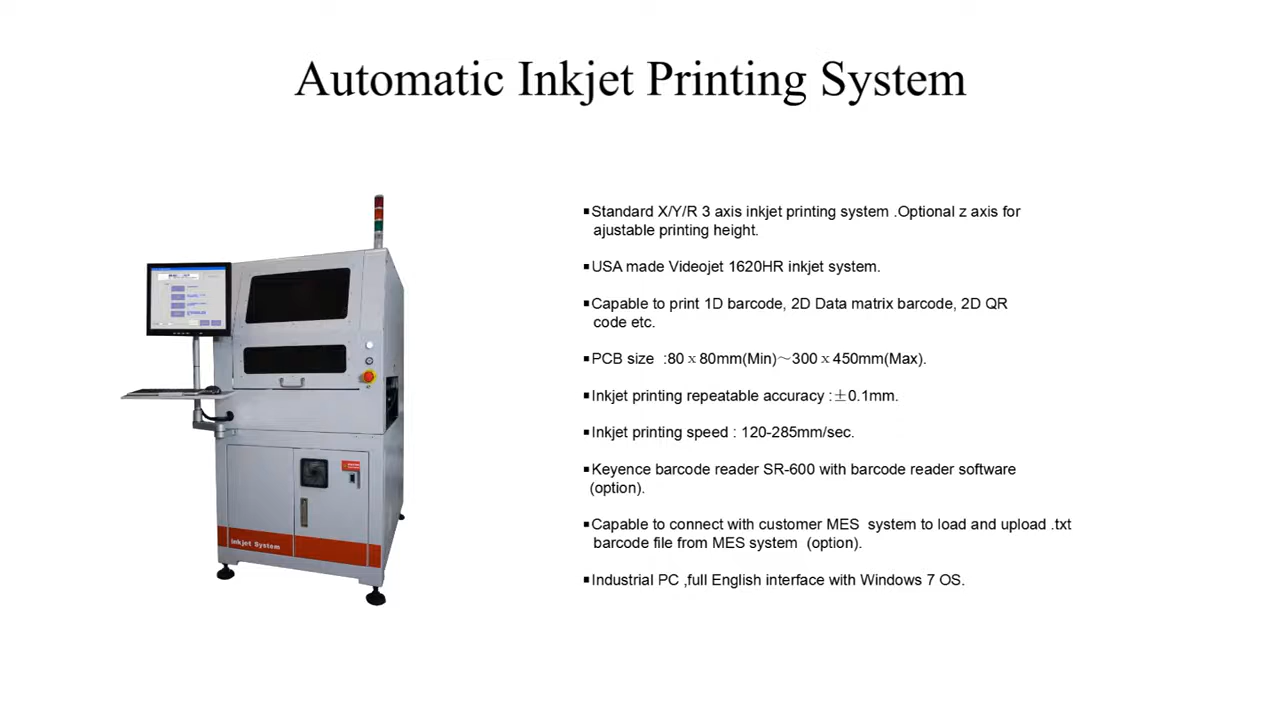 Automatic Inkjet Printing System
▪Standard X/Y/R 3 axis inkjet printing system .Optional z axis for
ajustable printing height.
▪USA made Videojet 1620HR inkjet system.
▪Capable to print 1D barcode, 2D Data matrix barcode, 2D QR
code etc.
▪PCB size  :80ｘ80mm(Min)～300ｘ450mm(Max).
▪Inkjet printing repeatable accuracy :±0.1mm.
▪Inkjet printing speed : 120-285mm/sec.
▪Keyence barcode reader SR-600 with barcode reader software
(option).
▪Capable to connect with customer MES  system to load and upload .txt
barcode file from MES system  (option).
▪Industrial PC ,full English interface with Windows 7 OS.
Inkjet System